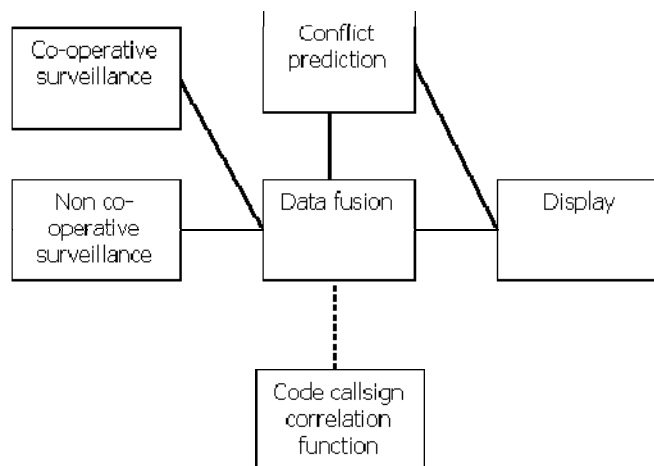 Co-operative
surveillance
Conflict
prediction
Non co-
operative
surveillance
Data fusion
Display
Code callsign
correlation
function